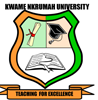 KWAME NKRUMAH UNIVERSITY
TEACHING FOR EXCELLENCE